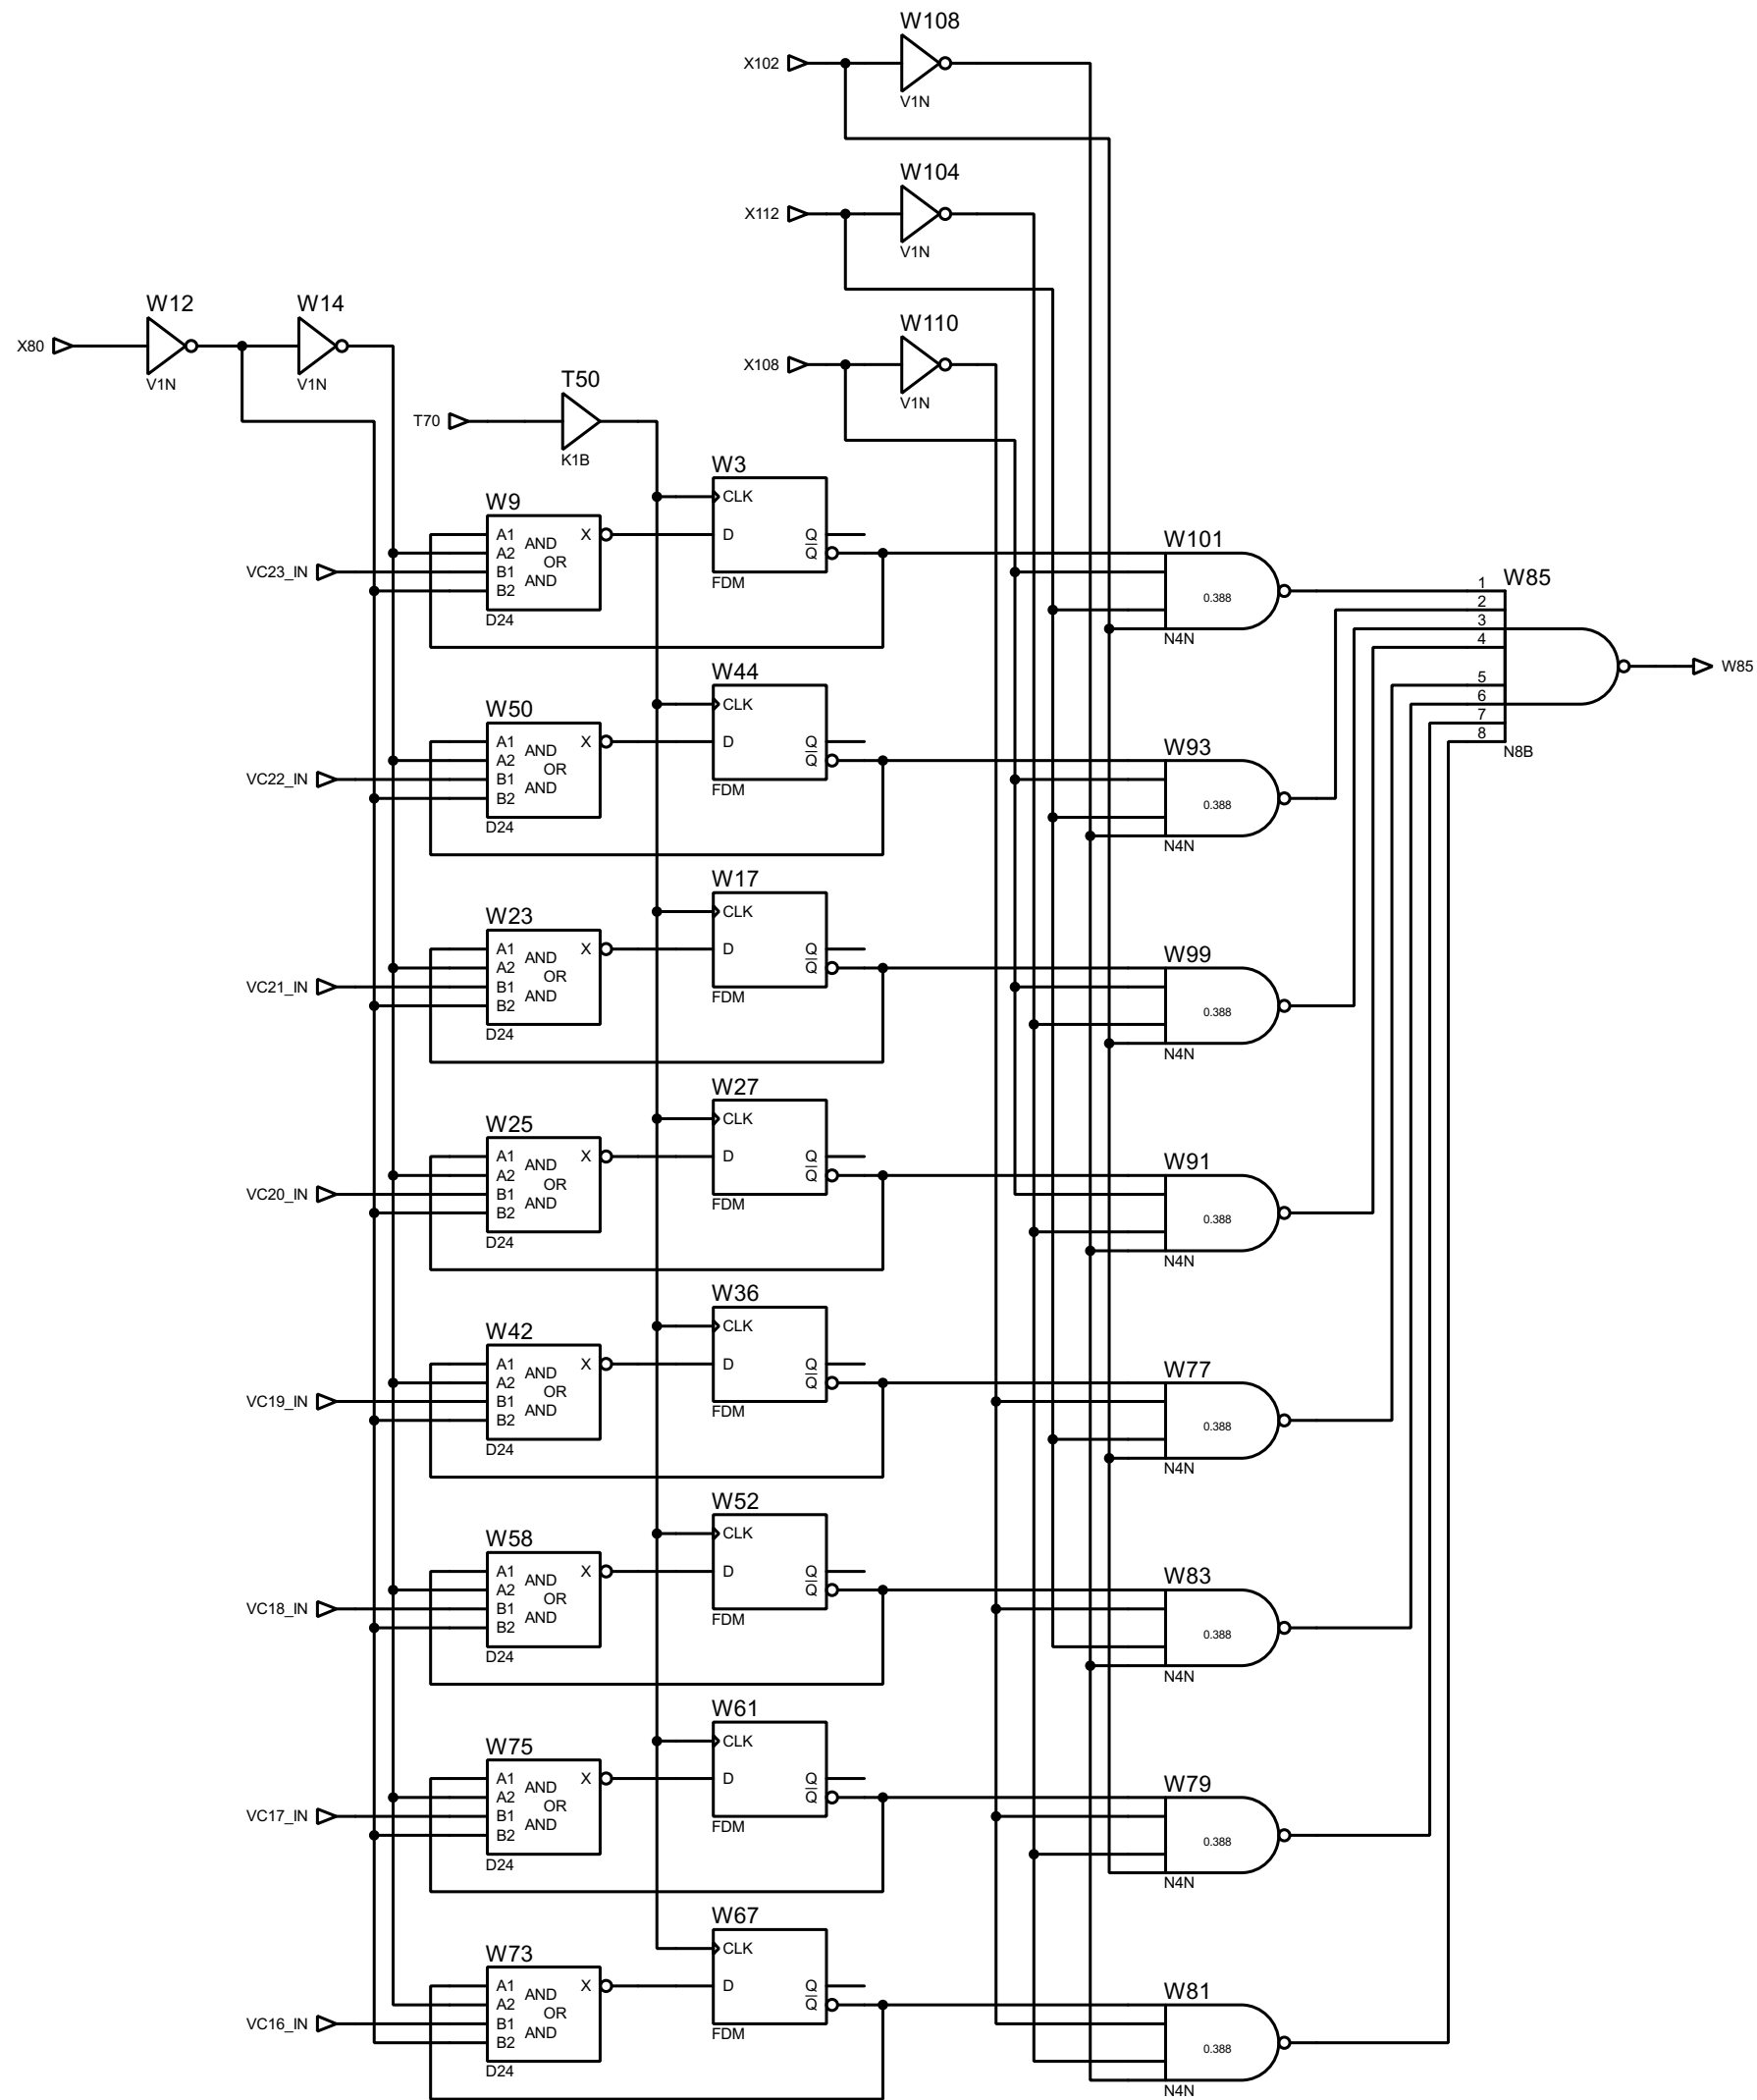 W108
X102
V1N
W104
X112
V1N
W12
W14
W110
X80
X108
V1N
V1N
V1N
T50
T70
K1B
W3
CLK
W9
A1 AND X
D
Q
A2 OR
Q
W101
VC23_IN
B1 AND
B2
FDM
0.388
1
W85
2
D24
3
N4N
4
W44
W85
5
CLK
6
W50
7
A1 AND X
D
Q
8
A2 OR
Q
W93
N8B
VC22_IN
B1 AND
B2
FDM
0.388
D24
N4N
W17
CLK
W23
A1 AND X
D
Q
A2 OR
Q
W99
VC21_IN
B1 AND
B2
FDM
0.388
D24
N4N
W27
CLK
W25
A1 AND X
D
Q
A2 OR
Q
W91
VC20_IN
B1 AND
B2
FDM
0.388
D24
N4N
W36
CLK
W42
A1 AND X
D
Q
A2 OR
Q
W77
VC19_IN
B1 AND
B2
FDM
0.388
D24
N4N
W52
CLK
W58
A1 AND X
D
Q
A2 OR
Q
W83
VC18_IN
B1 AND
B2
FDM
0.388
D24
N4N
W61
CLK
W75
A1 AND X
D
Q
A2 OR
Q
W79
VC17_IN
B1 AND
B2
FDM
0.388
D24
N4N
W67
CLK
W73
A1 AND X
D
Q
A2 OR
Q
W81
VC16_IN
B1 AND
B2
FDM
0.388
D24
N4N